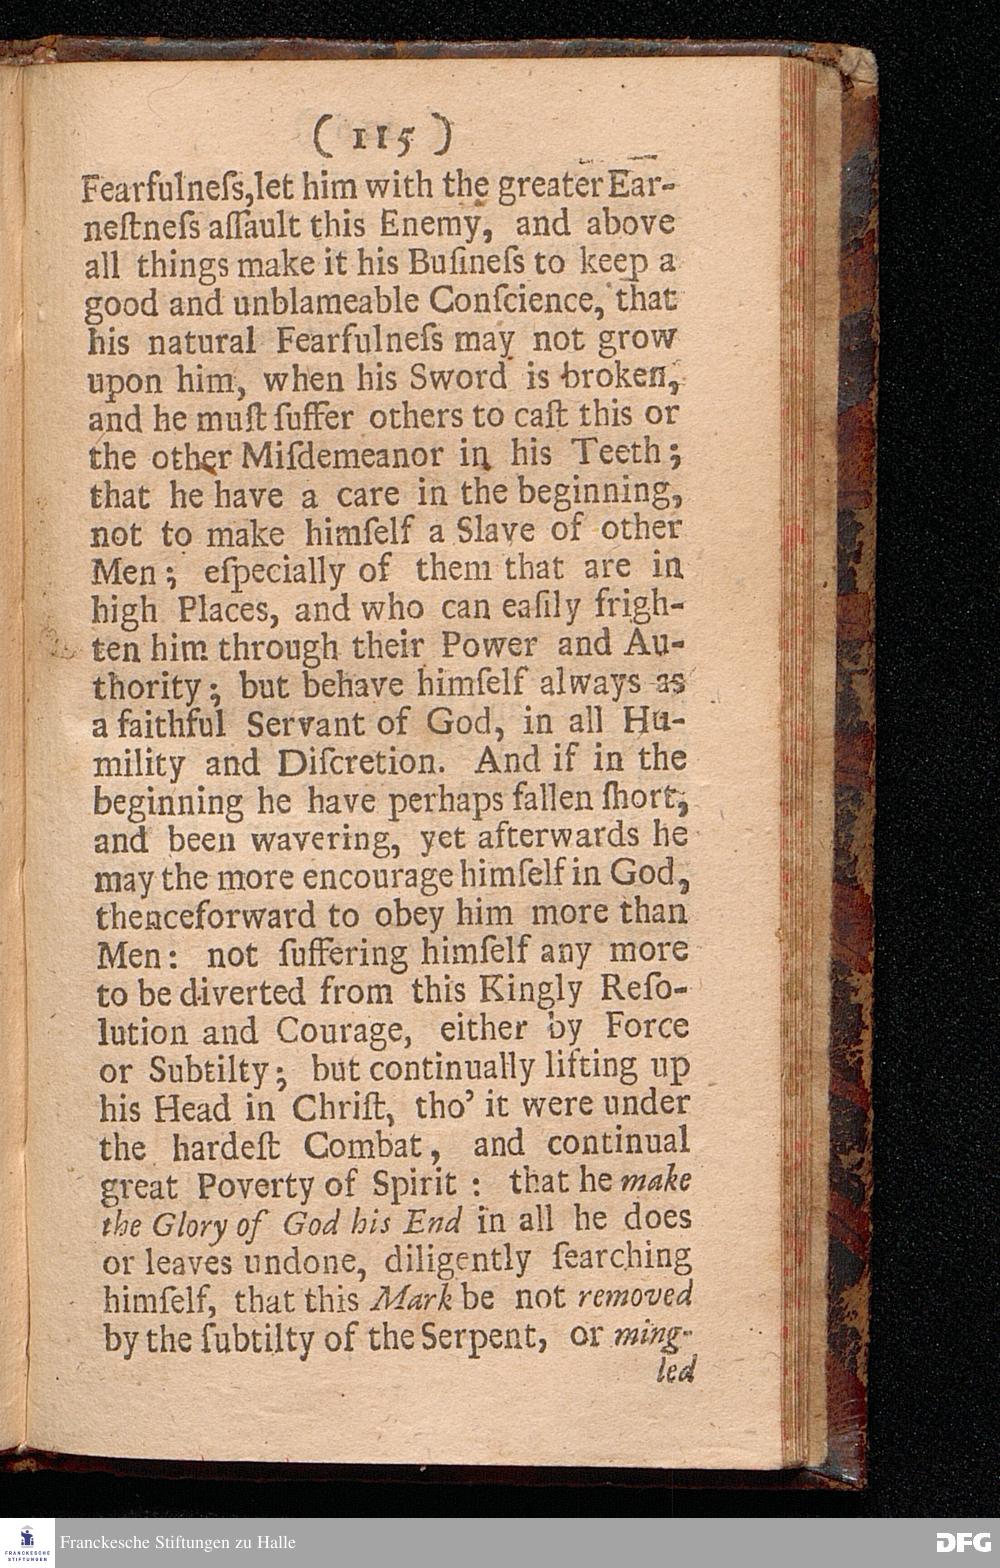 ( 115 )
Fearfulneſs, let him with the greater Ear-
neſtneſs aſſault this Enemy, and above
all things make it his Buſineſs to keep a
good and unblameable Conſcience, that
his natural Fearfulneſs may not grow
upon him, when his Sword is broken,
and he muſt ſuffer others to caſt this or
the other Miſdemeanor in his Teeth;
that he have a care in the beginning,
not to make himſelf a Slave of other
Men; eſpecially of them that are in
high Places, and who can eaſily frigh-
ten him through their Power and Au-
thority; but behave himſelf always as
a faithful Servant of God, in all Hu-
mility and Diſcretion. And if in the
beginning he have perhaps fallen ſhort,
and been wavering, yet afterwards he
may the more encourage himſelf in God,
thenceforward to obey him more than
Men: not ſuffering himſelf any more
to be diverted from this Kingly Reſo-
lution and Courage, either by Force
or Subtilty; but continually lifting up
his Head in Chriſt, tho' it were under
the hardeſt Combat, and continual
great Poverty of Spirit : that he make
the Glory of God his End in all he does
or leaves undone, diligently ſearching
himſelf, that this Mark be not removed
by the ſubtilty of the Serpent, or ming-
led
FRANCKESCHE
STIFTUNGEN
Franckesche Stiftungen zu Halle
DFG